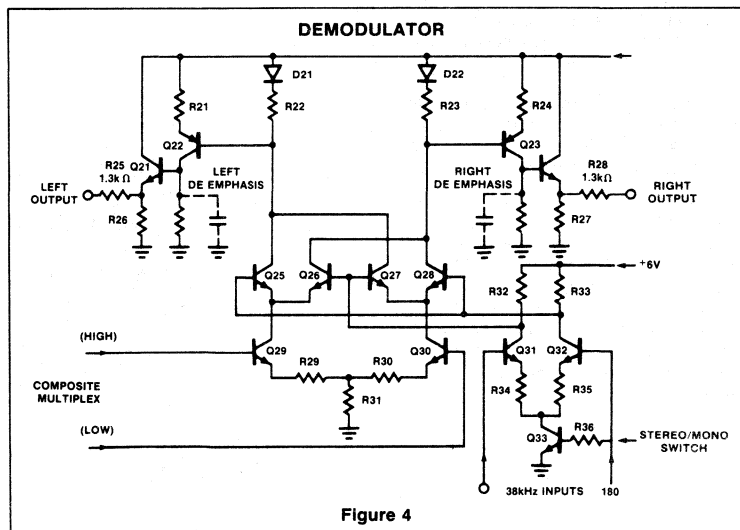 DEMODULATOR
D21
D22
R21
R22
R23
R24
Q22
Q23
R25
1.3kΩ
Q21
LEFT
OUTPUT
R26
LEFT
DE EMPHASIS
RIGHT
DE EMPHASIS
R28
1.3kΩ
RIGHT
OUTPUT
R27
+6V
Q25
Q26
Q27
Q28
R32
R33
(HIGH)
Q29
Q30
Q31
Q32
R29
R30
COMPOSITE
MULTIPLEX
R31
R34
R35
(LOW)
Q33
R36
STEREO/MONO
SWITCH
38kHz INPUTS
180
Figure 4